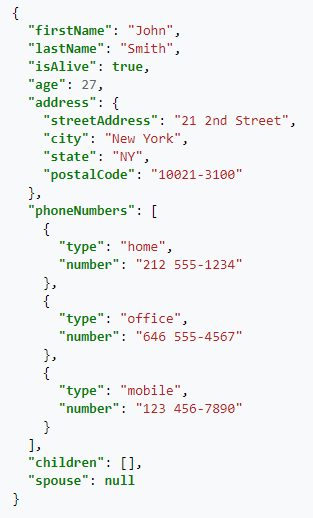 {
  "firstName": "John",
  "lastName": "Smith",
  "isAlive": true,
  "age": 27,
  "address": {
    "streetAddress": "21 2nd Street",
    "city": "New York",
    "state": "NY",
    "postalCode": "10021-3100"
  },
  "phoneNumbers": [
    {
      "type": "home",
      "number": "212 555-1234"
    },
    {
      "type": "office",
      "number": "646 555-4567"
    },
    {
      "type": "mobile",
      "number": "123 456-7890"
    }
  ],
  "children": [],
  "spouse": null
}